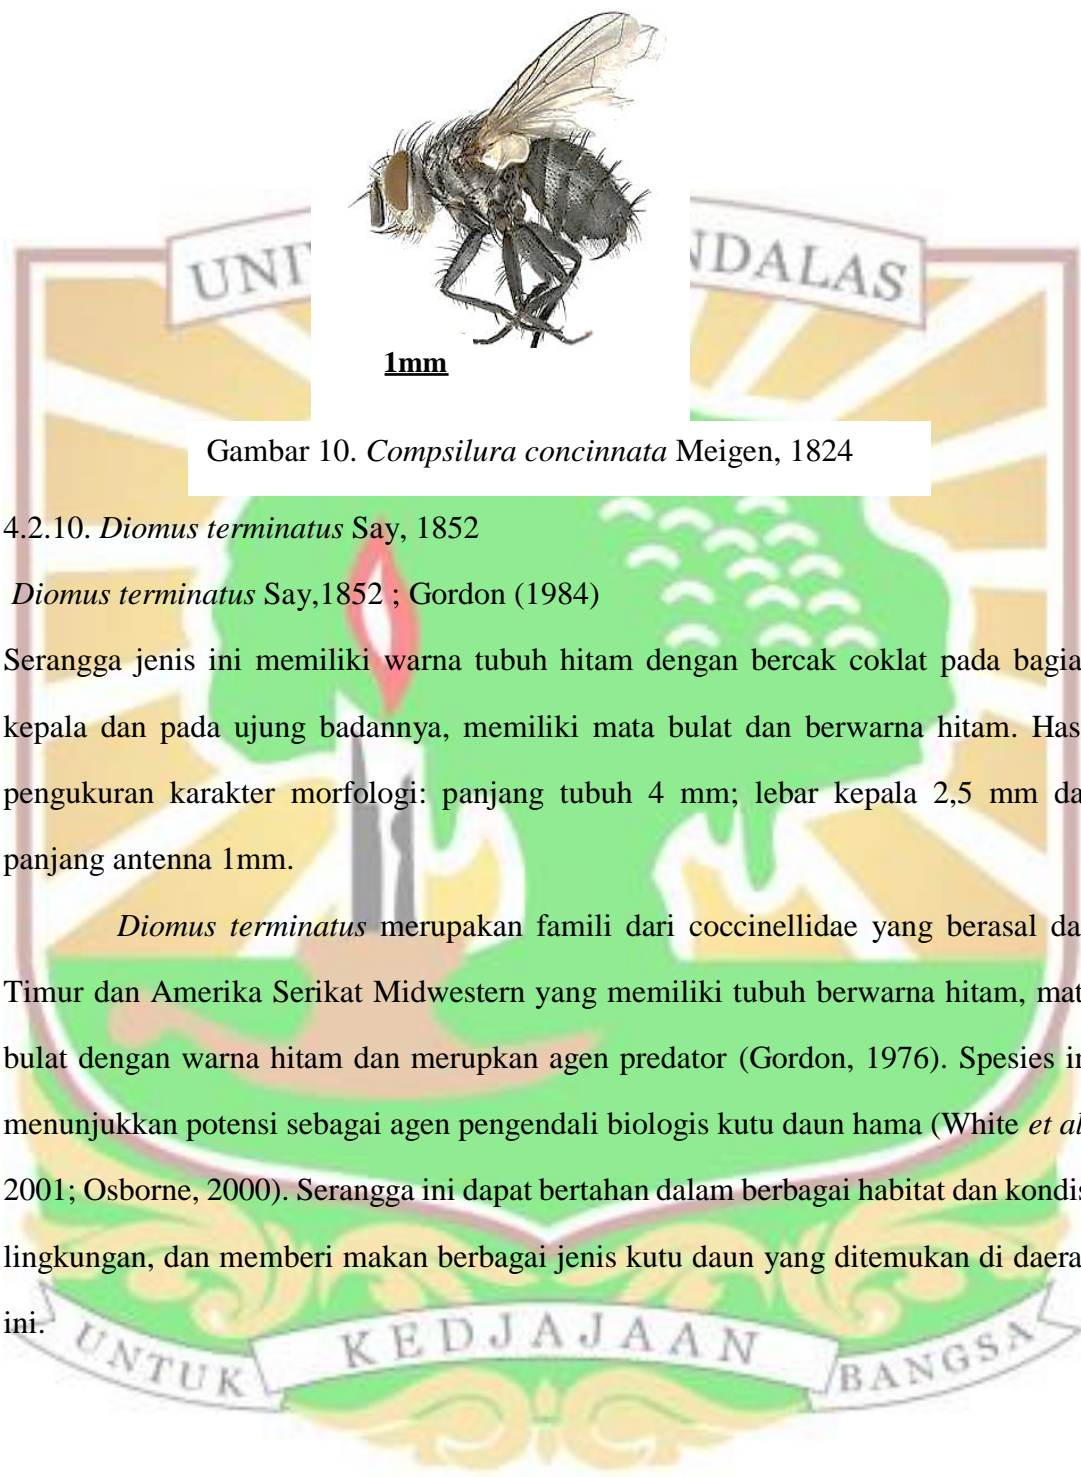 UNI NDALAS
1mm
Gambar 10. Compsilura concinnata Meigen, 1824
4.2.10. Diomus terminatus Say, 1852
Diomus terminatus Say,1852 ; Gordon (1984)
Serangga jenis ini memiliki warna tubuh hitam dengan bercak coklat pada bagia
kepala dan pada ujung badannya, memiliki mata bulat dan berwarna hitam. Has
pengukuran karakter morfologi: panjang tubuh 4 mm; lebar kepala 2,5 mm da
panjang antenna 1mm.
Diomus terminatus merupakan famili dari coccinellidae yang berasal da
Timur dan Amerika Serikat Midwestern yang memiliki tubuh berwarna hitam, mat
bulat dengan warna hitam dan merupkan agen predator (Gordon, 1976). Spesies in
menunjukkan potensi sebagai agen pengendali biologis kutu daun hama (White et al
2001; Osborne, 2000). Serangga ini dapat bertahan dalam berbagai habitat dan kondis
lingkungan, dan memberi makan berbagai jenis kutu daun yang ditemukan di daera
ini.
UNTUK KEDJAJAAN BANGSA